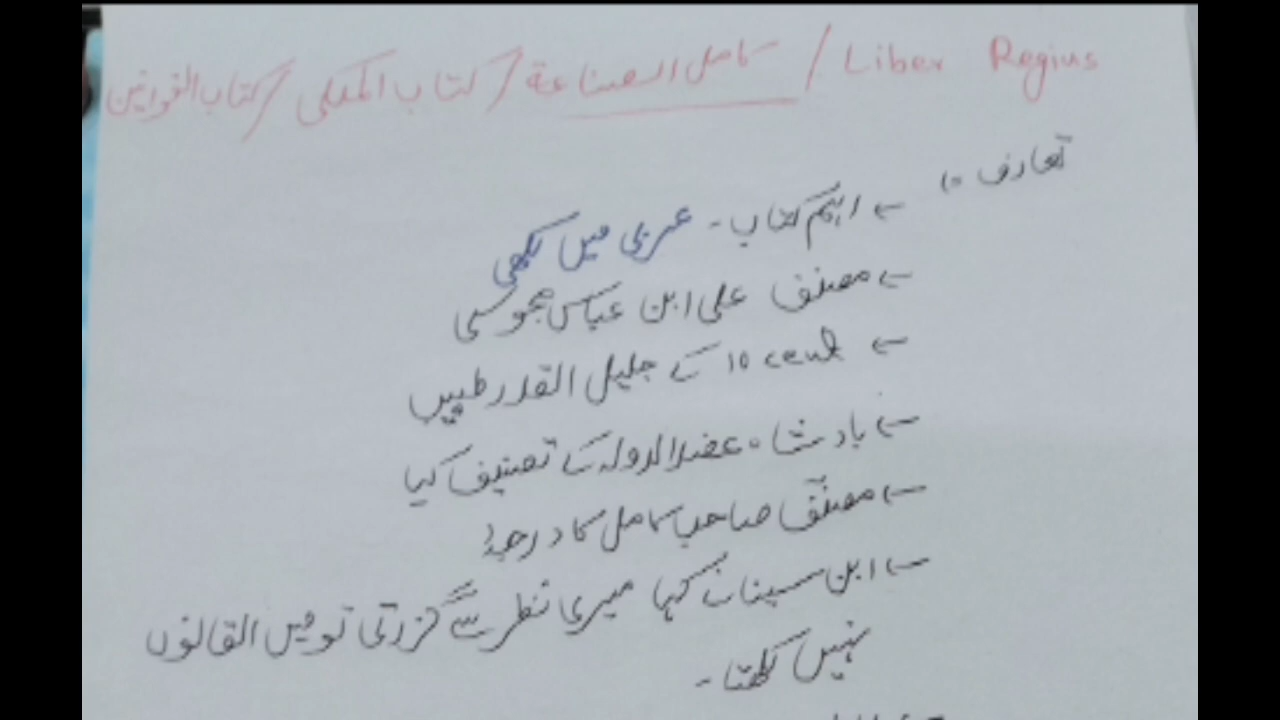 Liber Regius / کامل الصناعة / کتاب الملکی / کتاب القوانین
تعارف :-
← اہم کتاب - عربی میں لکھی
← مصنف علی ابن عباس مجوسی
← 10 cent کے جلیل القدر طبیب
← بادشاہ عضدالدولہ کے تصنیف کیا
← مصنف صاحب کامل کا درجہ
← ابن سینا نے کہا میری نظر سے گزرتی تو میں القانون
نہیں لکھتا -